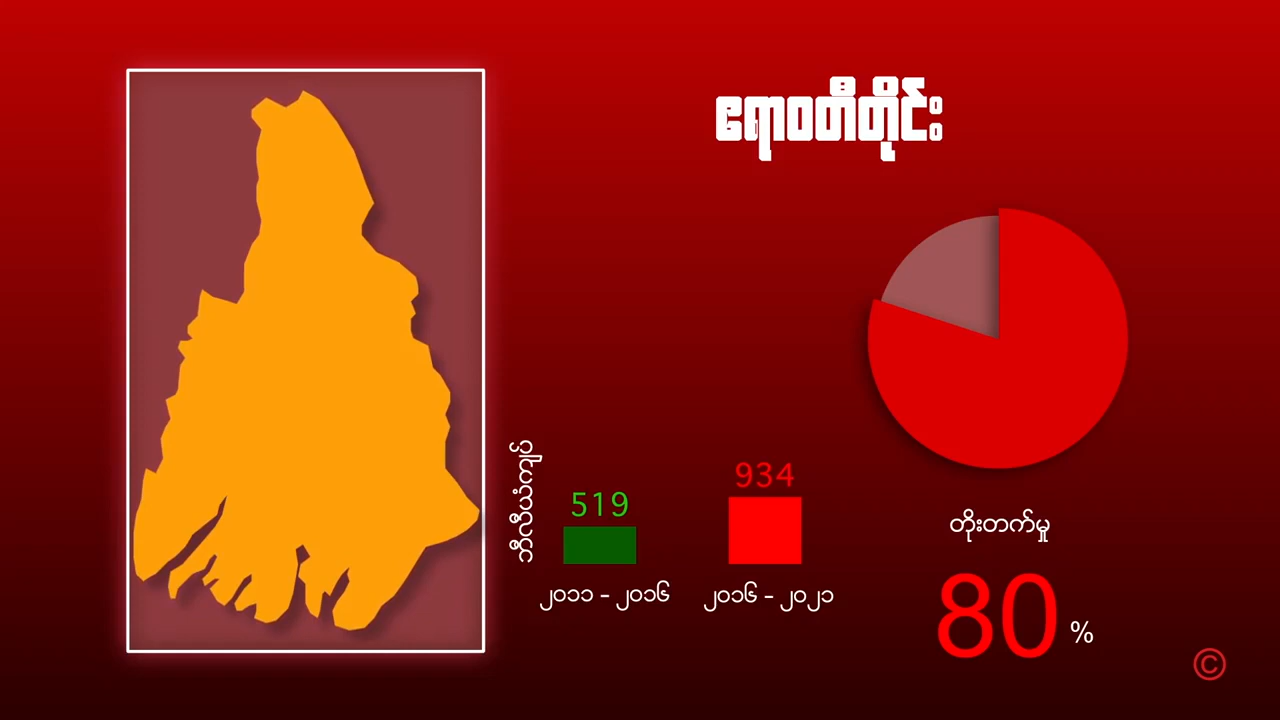 ဧရာဝတီတိုင်း
ဘီလီယံကျပ်
519
934
၂၀၁၁ - ၂၀၁၆
၂၀၁၆ - ၂၀၂၁
တိုးတက်မှု
80 %
©